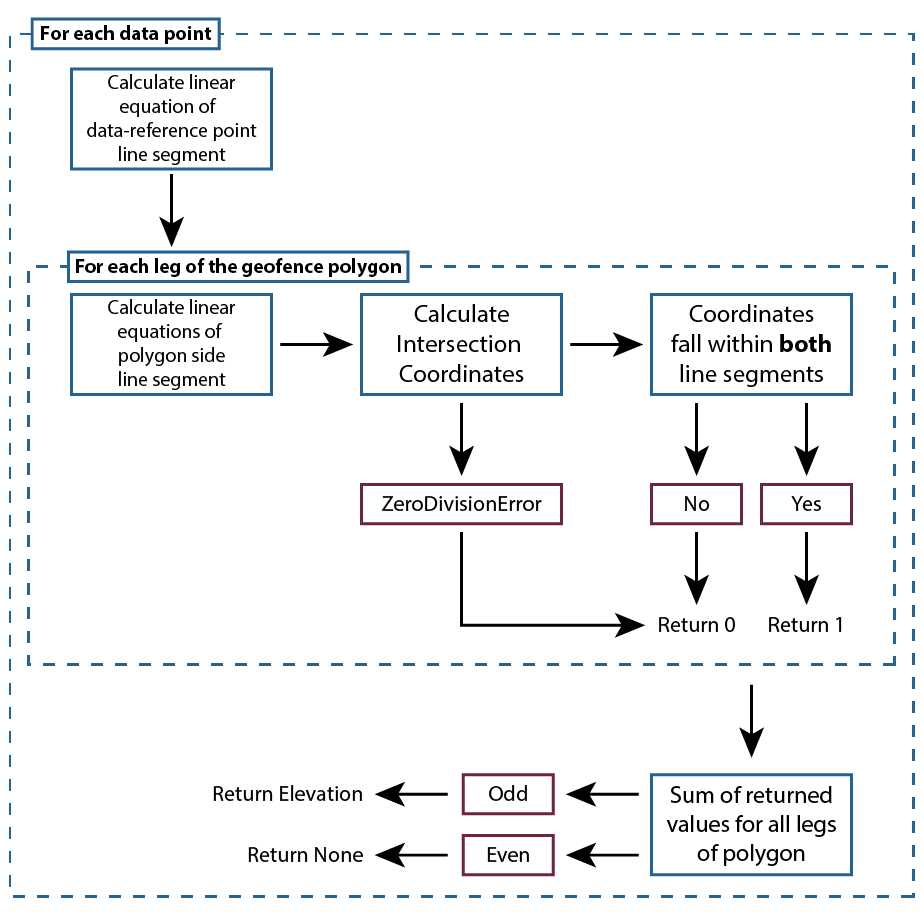 For each data point
Calculate linear
equation of
data-reference point
line segment
For each leg of the geofence polygon
Calculate linear
equations of
polygon side
line segment
Calculate
Intersection
Coordinates
Coordinates
fall within both
line segments
ZeroDivisionError
No
Yes
Return 0
Return 1
Sum of returned
values for all legs
of polygon
Odd
Return Elevation
Even
Return None